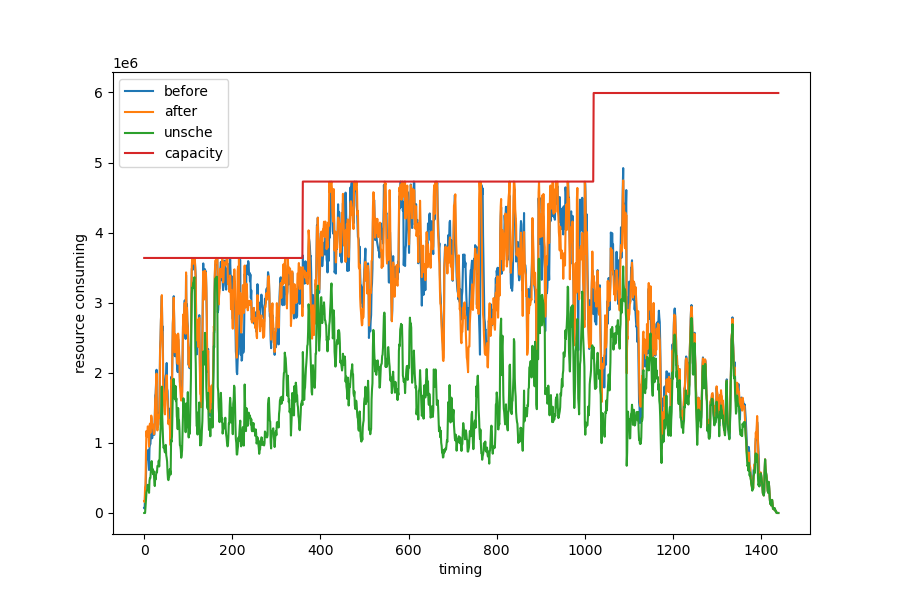 1e6
before
after
unsche
capacity
6
5
4
3
2
1
0
resource consuming
0 200 400 600 800 1000 1200 1400
timing